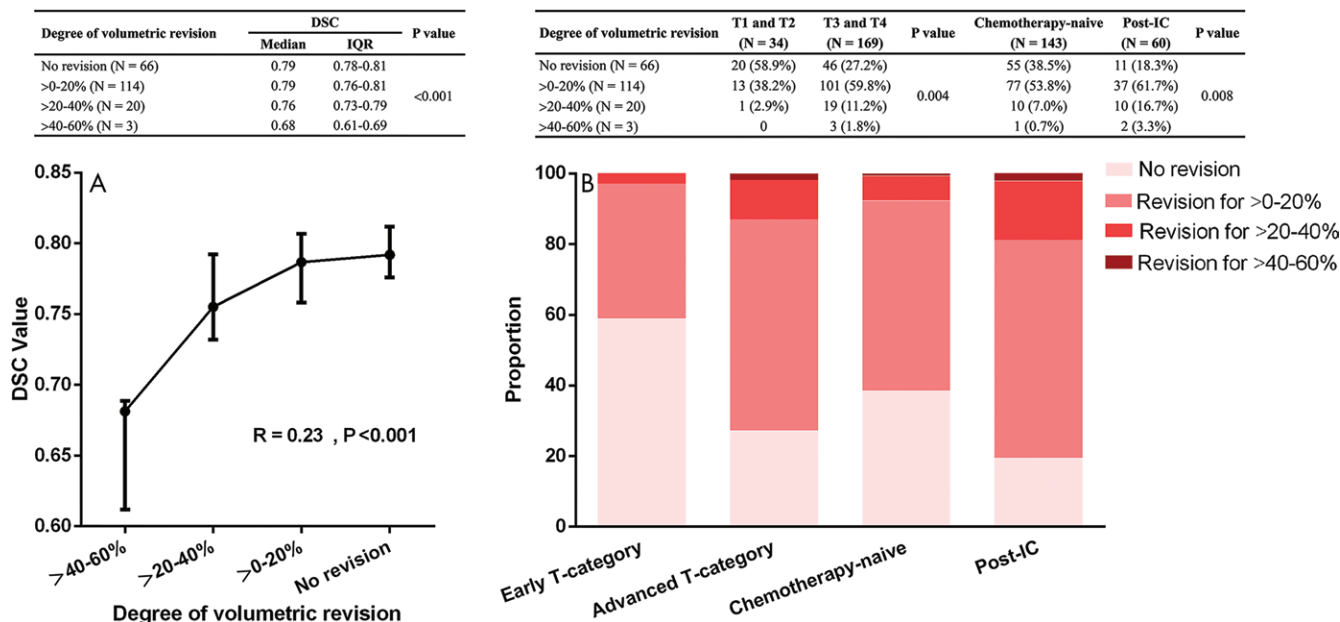 Degree of volumetric revision DSC P value
Median IQR
No revision (N = 66) 0.79 0.78-0.81 <0.001
>0-20% (N = 114) 0.79 0.76-0.81
>20-40% (N = 20) 0.76 0.73-0.79
>40-60% (N = 3) 0.68 0.61-0.69
Degree of volumetric revision T1 and T2 (N = 34) T3 and T4 (N = 169) P value Chemotherapy-naive (N = 143) Post-IC (N = 60) P value
No revision (N = 66) 20 (58.9%) 46 (27.2%) 0.004 55 (38.5%) 11 (18.3%) 0.008
>0-20% (N = 114) 13 (38.2%) 101 (59.8%) 77 (53.8%) 37 (61.7%)
>20-40% (N = 20) 1 (2.9%) 19 (11.2%) 10 (7.0%) 10 (16.7%)
>40-60% (N = 3) 0 3 (1.8%) 1 (0.7%) 2 (3.3%)
A
DSC Value
0.85
0.80
0.75
0.70
0.65
0.60
R = 0.23 , P<0.001
>40-60%
>20-40%
>0-20%
No revision
Degree of volumetric revision
B
Proportion
100
80
60
40
20
0
Early T-category
Advanced T-category
Chemotherapy-naive
Post-IC
No revision
Revision for >0-20%
Revision for >20-40%
Revision for >40-60%